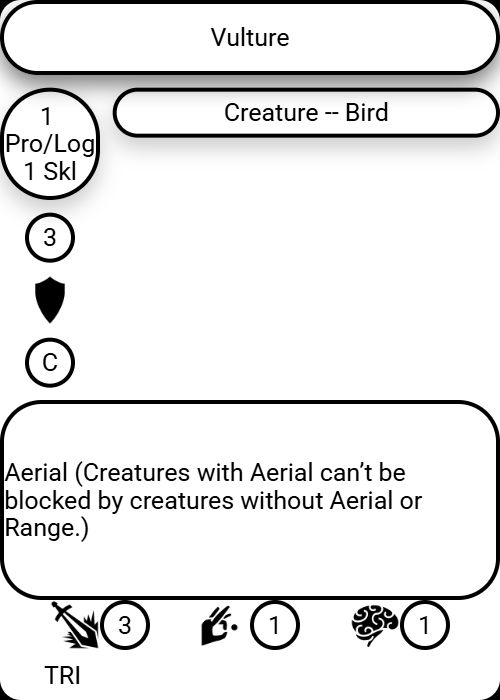 Vulture
Creature -- Bird
1
Pro/Log
1 Skl
3
C
Aerial (Creatures with Aerial can’t be
blocked by creatures without Aerial or
Range.)
3
1
1
TRI